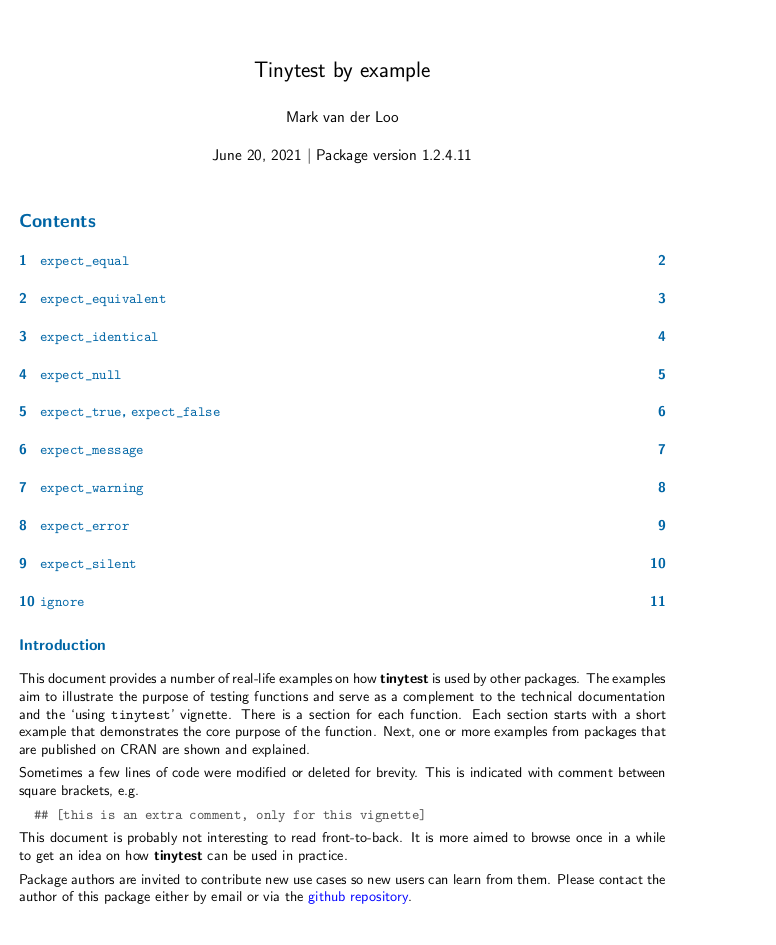 Tinytest by example
Mark van der Loo
June 20, 2021 | Package version 1.2.4.11
Contents
1 expect_equal 2
2 expect_equivalent 3
3 expect_identical 4
4 expect_null 5
5 expect_true, expect_false 6
6 expect_message 7
7 expect_warning 8
8 expect_error 9
9 expect_silent 10
10 ignore 11
Introduction
This document provides a number of real-life examples on how tinytest is used by other packages. The examples
aim to illustrate the purpose of testing functions and serve as a complement to the technical documentation
and the ‘using tinytest’ vignette. There is a section for each function. Each section starts with a short
example that demonstrates the core purpose of the function. Next, one or more examples from packages that
are published on CRAN are shown and explained.
Sometimes a few lines of code were modified or deleted for brevity. This is indicated with comment between
square brackets, e.g.
## [this is an extra comment, only for this vignette]
This document is probably not interesting to read front-to-back. It is more aimed to browse once in a while
to get an idea on how tinytest can be used in practice.
Package authors are invited to contribute new use cases so new users can learn from them. Please contact the
author of this package either by email or via the github repository.